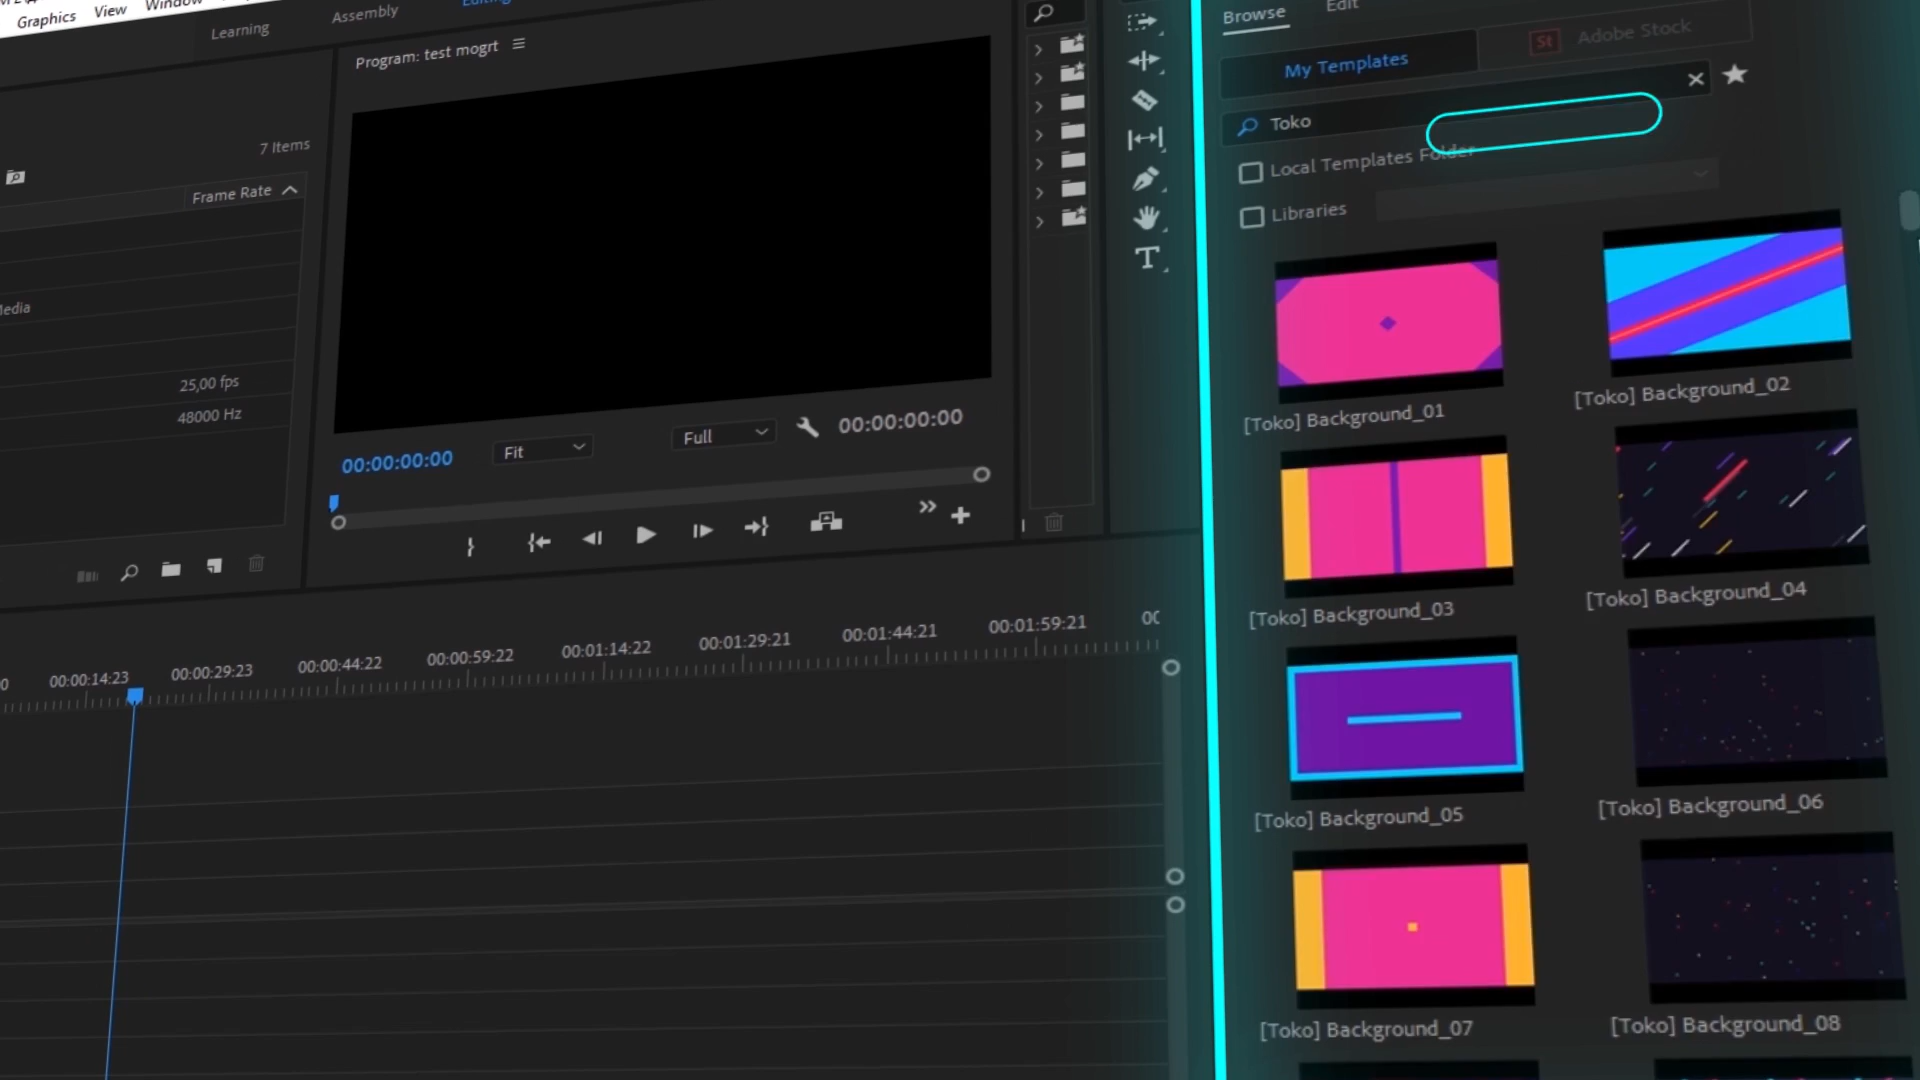 Graphics View Window
Learning
Assembly
Editing
Program: test mogrt
7 Items
Frame Rate
Media
25,00 fps
48000 Hz
00:00:00:00
Fit
Full
00:00:00:00
00:00:14:23
00:00:29:23
00:00:44:22
00:00:59:22
00:01:14:22
00:01:29:21
00:01:44:21
00:01:59:21
Browse
Edit
My Templates
St Adobe Stock
Toko
Local Templates Folder
Libraries
[Toko] Background_01
[Toko] Background_02
[Toko] Background_03
[Toko] Background_04
[Toko] Background_05
[Toko] Background_06
[Toko] Background_07
[Toko] Background_08